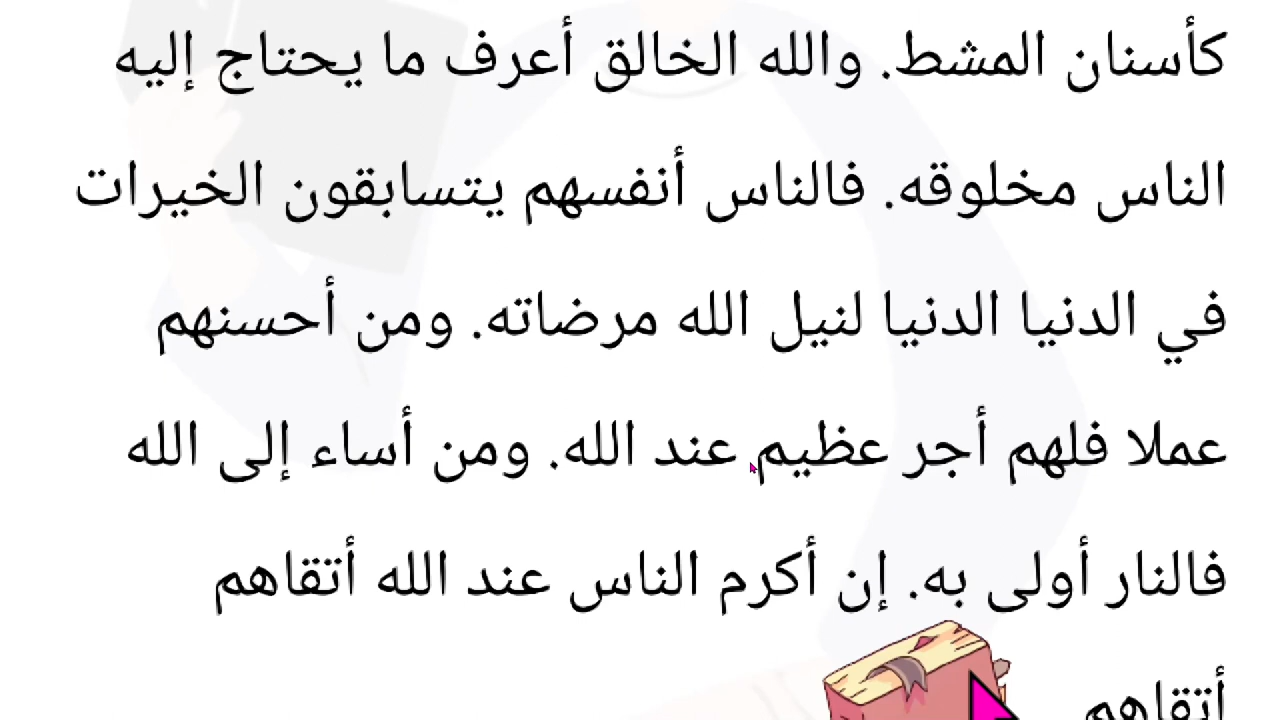 كأسنان المشط. والله الخالق أعرف ما يحتاج إليه
الناس مخلوقه. فالناس أنفسهم يتسابقون الخيرات
في الدنيا الدنيا لنيل الله مرضاته. ومن أحسنهم
عملا فلهم أجر عظيم عند الله. ومن أساء إلى الله
فالنار أولى به. إن أكرم الناس عند الله أتقاهم
أتقاهم